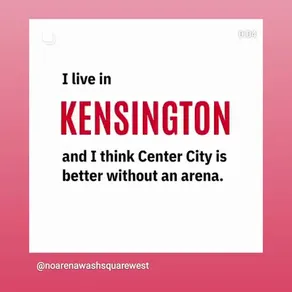 I live in
KENSINGTON
and I think Center City is
better without an arena.
@noarenawashsquarewest